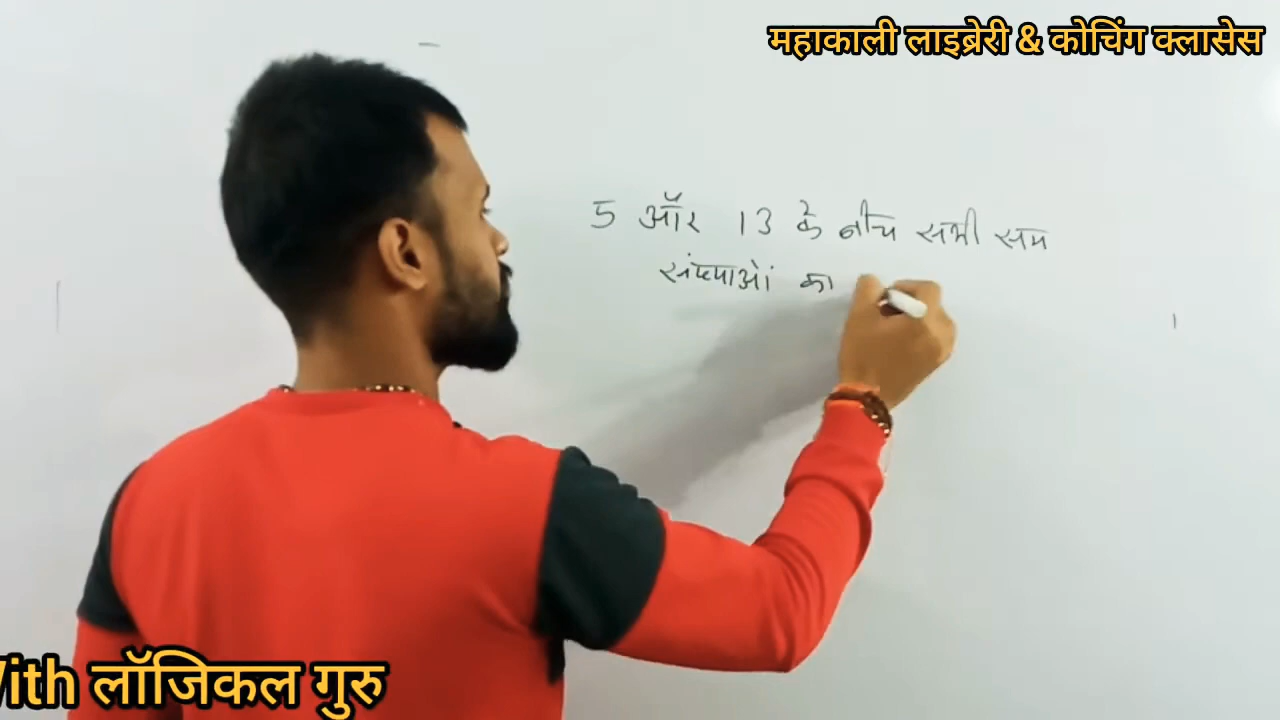 महाकाली लाइब्रेरी & कोचिंग क्लासेस
5 और 13 के बीच सभी सम
संख्याओं का
With लॉजिकल गुरु